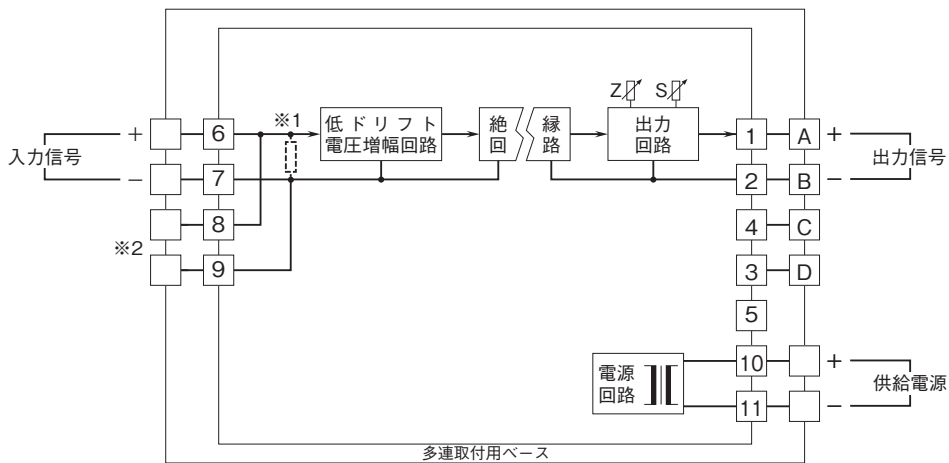 Z S
※1
低ドリフト
電圧増幅回路
絶
回
縁
路
出力
回路
入力信号
+
−
6
7
8
9
※2
1
2
4
3
5
10
11
A
B
C
D
+
−
出力信号
電源
回路
+
−
供給電源
多連取付用ベース